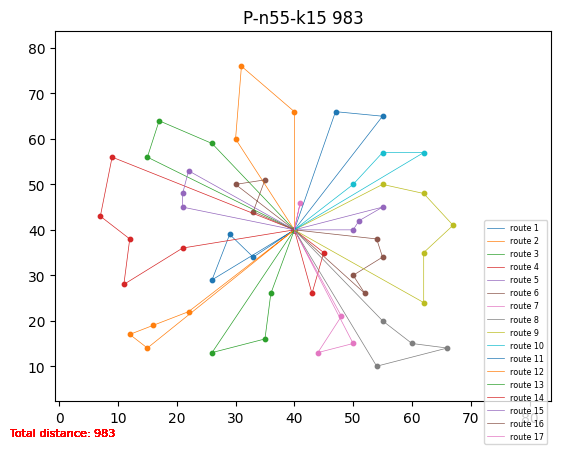 P-n55-k15 983
80
70
60
50
40
30
20
10
0 10 20 30 40 50 60 70 80
route 1
route 2
route 3
route 4
route 5
route 6
route 7
route 8
route 9
route 10
route 11
route 12
route 13
route 14
route 15
route 16
route 17
Total distance: 983